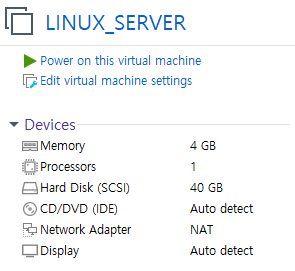 LINUX_SERVER
Power on this virtual machine
Edit virtual machine settings
Devices
Memory 4 GB
Processors 1
Hard Disk (SCSI) 40 GB
CD/DVD (IDE) Auto detect
Network Adapter NAT
Display Auto detect